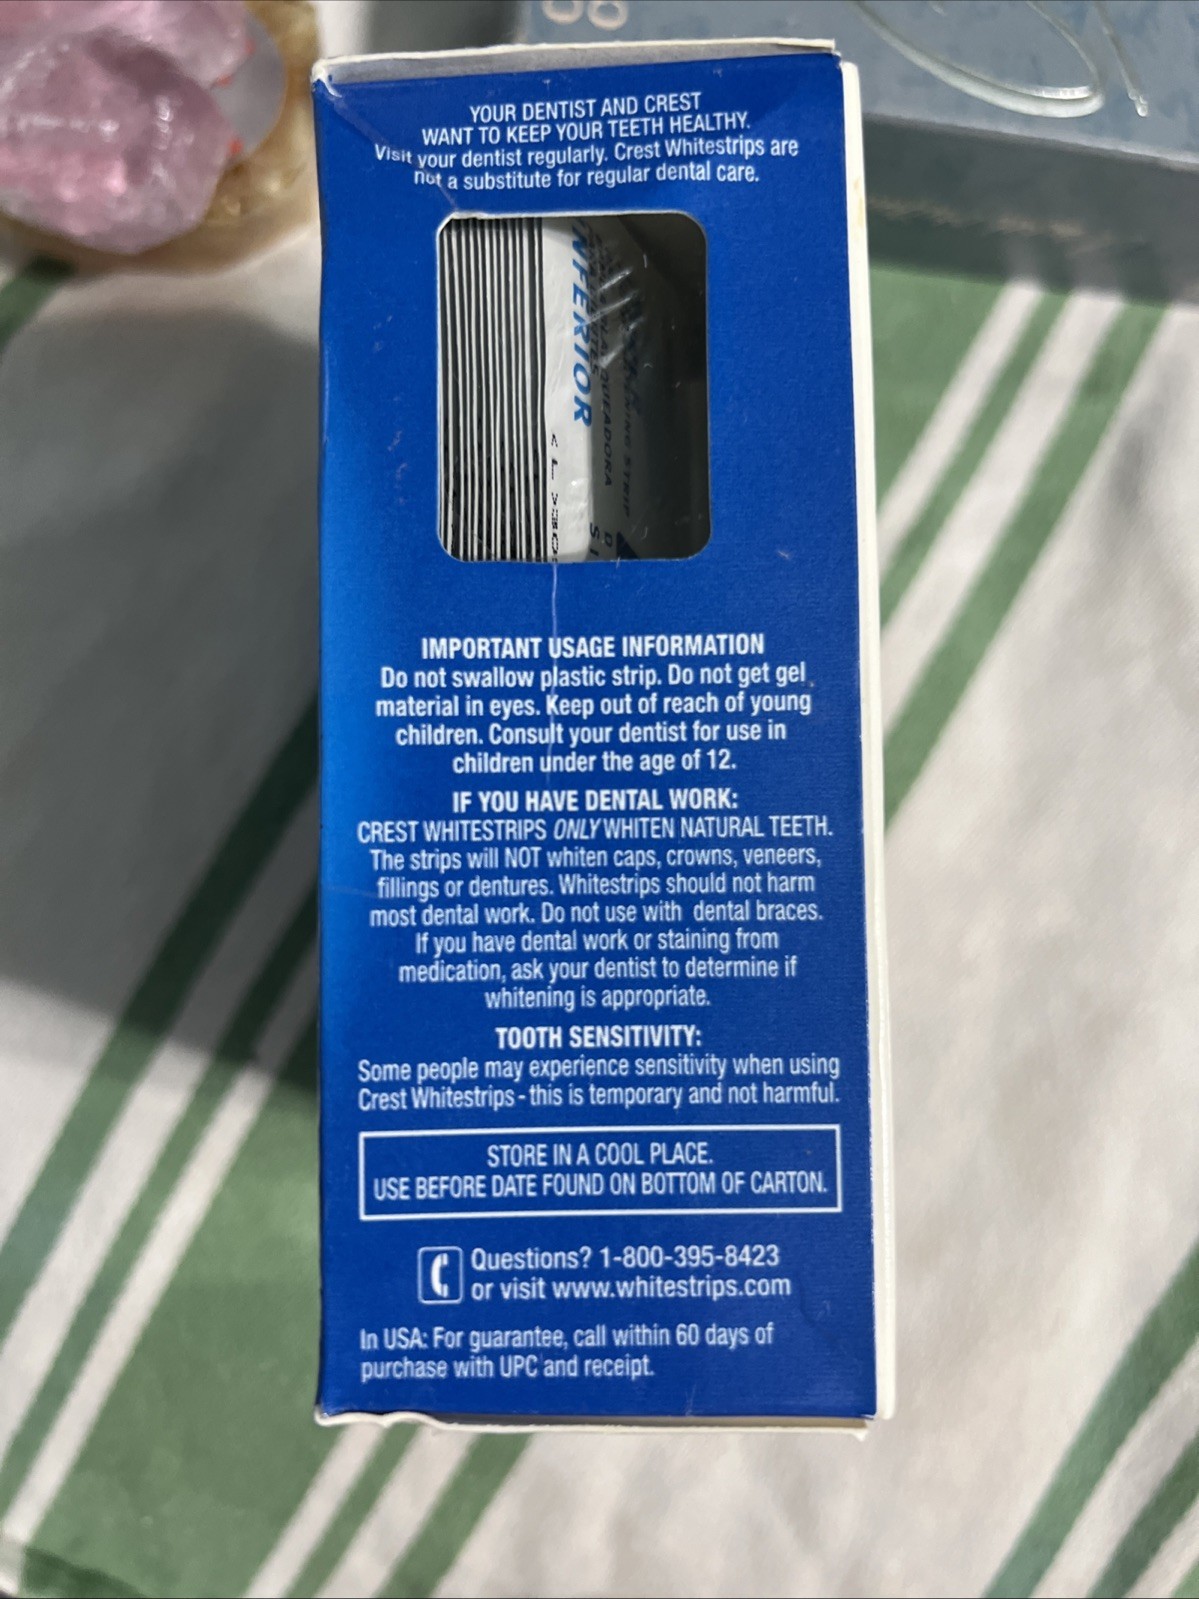 YOUR DENTIST AND CREST
WANT TO KEEP YOUR TEETH HEALTHY.
Visit your dentist regularly. Crest Whitestrips are
not a substitute for regular dental care.
NFERIOR
IMPORTANT USAGE INFORMATION
Do not swallow plastic strip. Do not get gel
material in eyes. Keep out of reach of young
children. Consult your dentist for use in
children under the age of 12.
IF YOU HAVE DENTAL WORK:
CREST WHITESTRIPS ONLY WHITEN NATURAL TEETH.
The strips will NOT whiten caps, crowns, veneers,
fillings or dentures. Whitestrips should not harm
most dental work. Do not use with dental braces.
If you have dental work or staining from
medication, ask your dentist to determine if
whitening is appropriate.
TOOTH SENSITIVITY:
Some people may experience sensitivity when using
Crest Whitestrips - this is temporary and not harmful.
STORE IN A COOL PLACE.
USE BEFORE DATE FOUND ON BOTTOM OF CARTON.
Questions? 1-800-395-8423
or visit www.whitestrips.com
In USA: For guarantee, call within 60 days of
purchase with UPC and receipt.